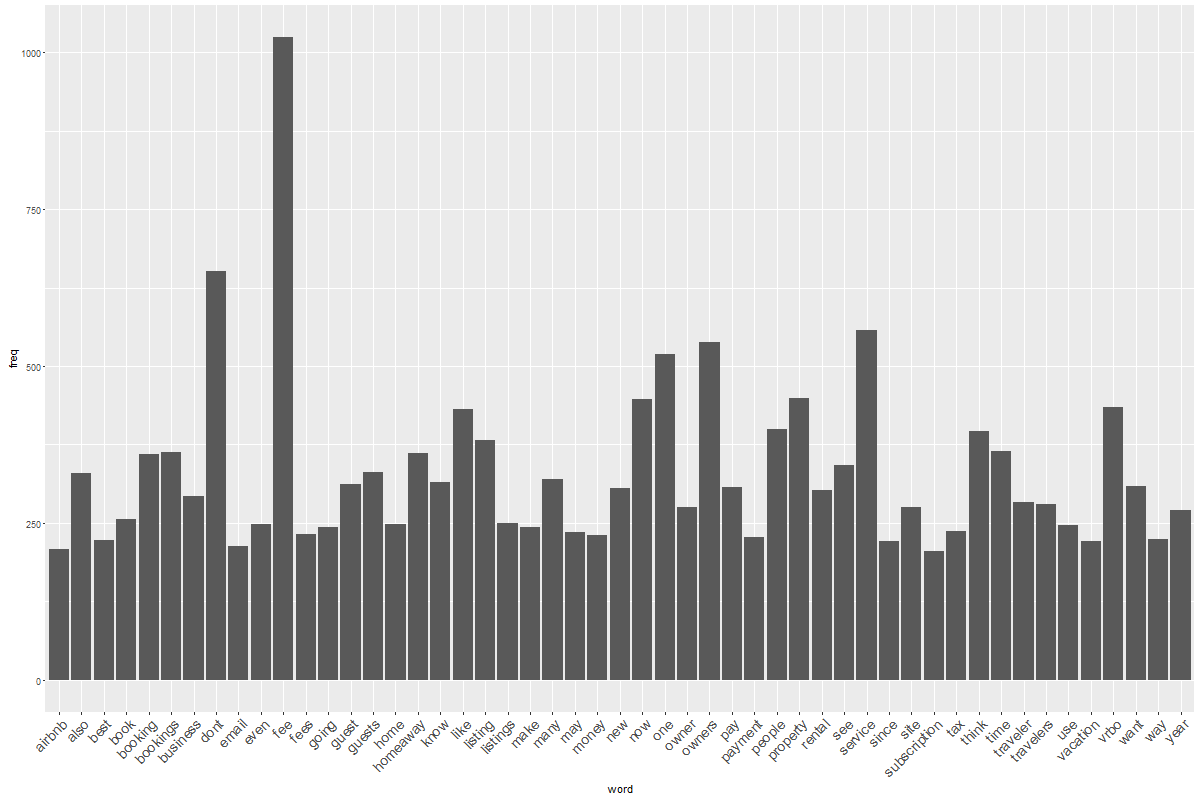 freq
1000
750
500
250
0
airbnb
also
best
book
booking
bookings
business
dont
email
even
fee
fees
going
guest
guests
home
homeaway
know
like
listing
listings
make
many
may
money
new
now
one
owner
owners
pay
payment
people
property
rental
see
service
since
site
subscription
tax
think
time
traveler
travelers
use
vacation
vrbo
want
way
year
word